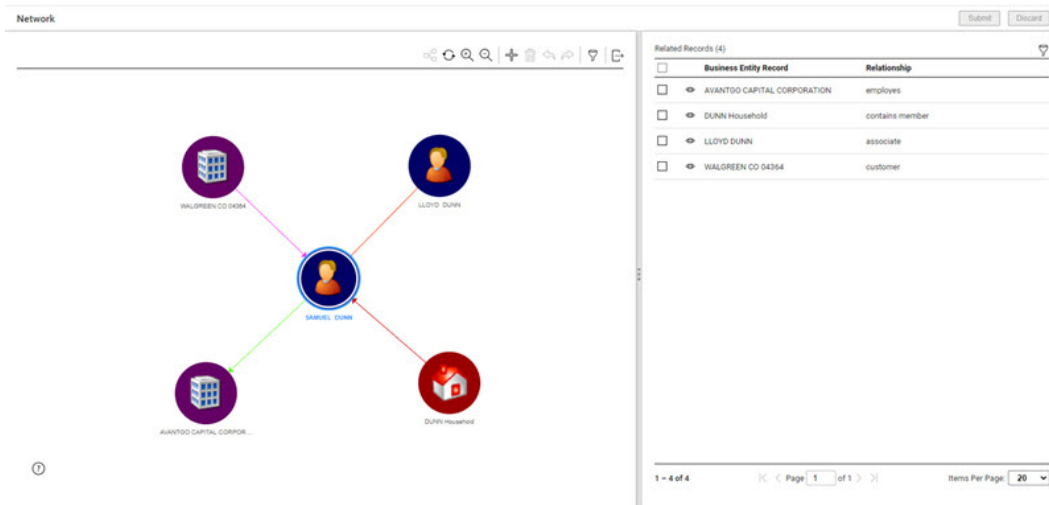 Network
Submit
Discard
WALGREEN CO 04364
LLOYD DUNN
SAMUEL DUNN
AVANTGO CAPITAL CORPOR...
DUNN Household
Related Records (4)
Business Entity Record Relationship
AVANTGO CAPITAL CORPORATION employes
DUNN Household contains member
LLOYD DUNN associate
WALGREEN CO 04364 customer
1 – 4 of 4 Page 1 of 1 Items Per Page: 20